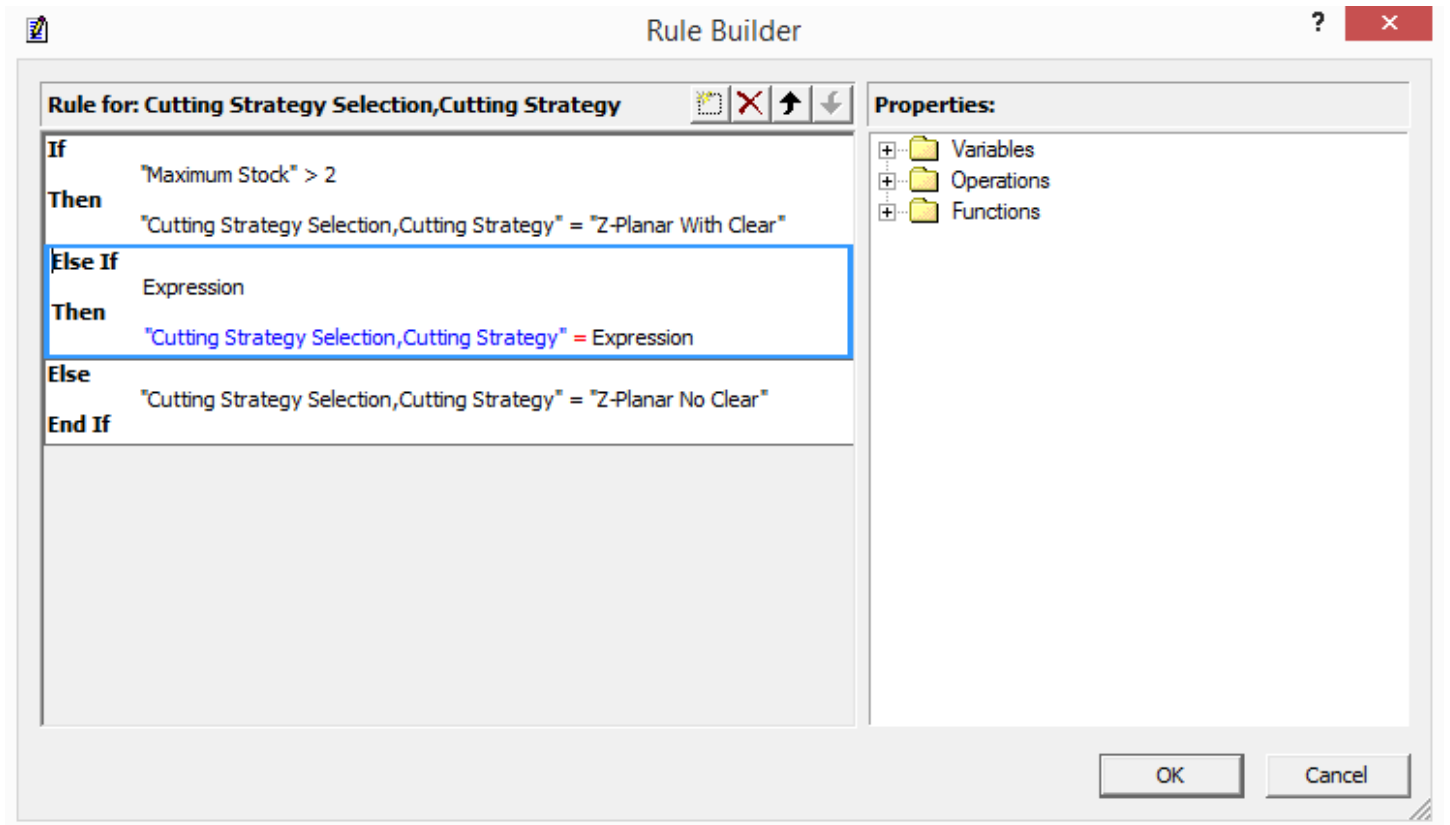 Rule Builder
?
Rule for: Cutting Strategy Selection,Cutting Strategy
Properties:
If
"Maximum Stock" > 2
Then
"Cutting Strategy Selection,Cutting Strategy" = "Z-Planar With Clear"
Else If
Expression
Then
"Cutting Strategy Selection,Cutting Strategy" = Expression
Else
"Cutting Strategy Selection,Cutting Strategy" = "Z-Planar No Clear"
End If
Variables
Operations
Functions
OK
Cancel